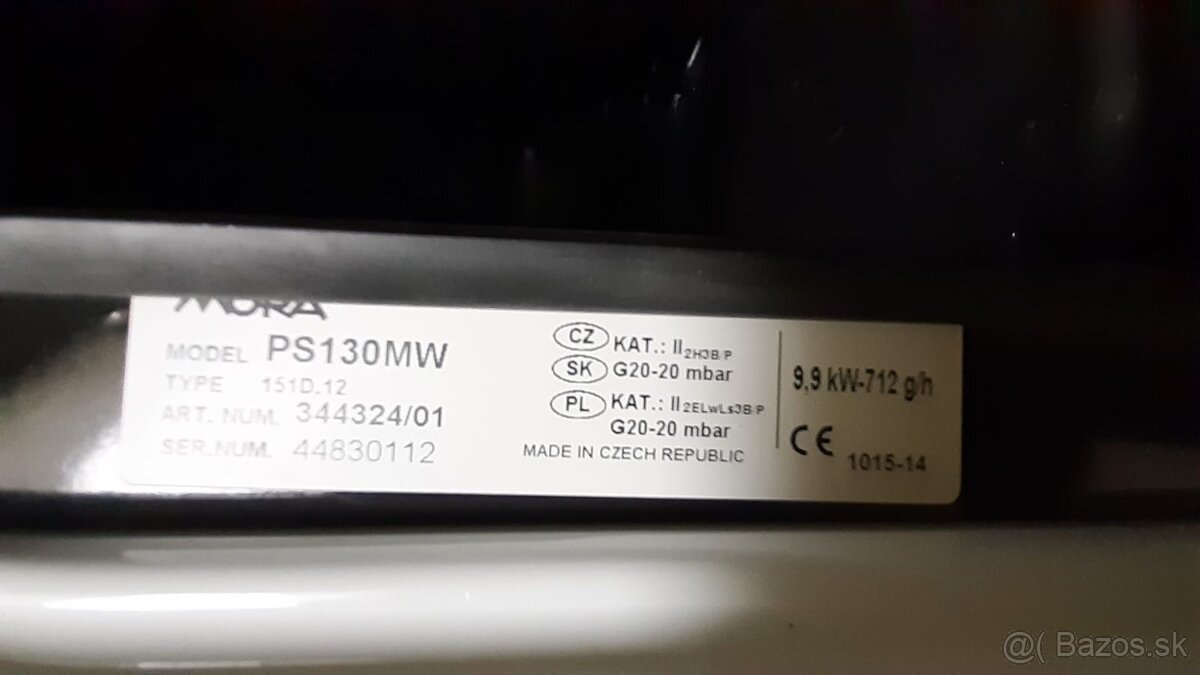 MORA
MODEL PS130MW
TYPE 151D.12
ART. NUM. 344324/01
SER.NUM. 44830112
CZ KAT.: II2H3B/P
SK G20-20 mbar
PL KAT.: II2ELwLs3B/P
G20-20 mbar
MADE IN CZECH REPUBLIC
9,9 kW-712 g/h
CE 1015-14
@( Bazos.sk